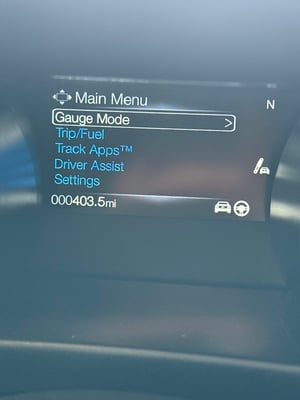 Main Menu
N
Gauge Mode >
Trip/Fuel
Track Apps™
Driver Assist
Settings
000403.5mi